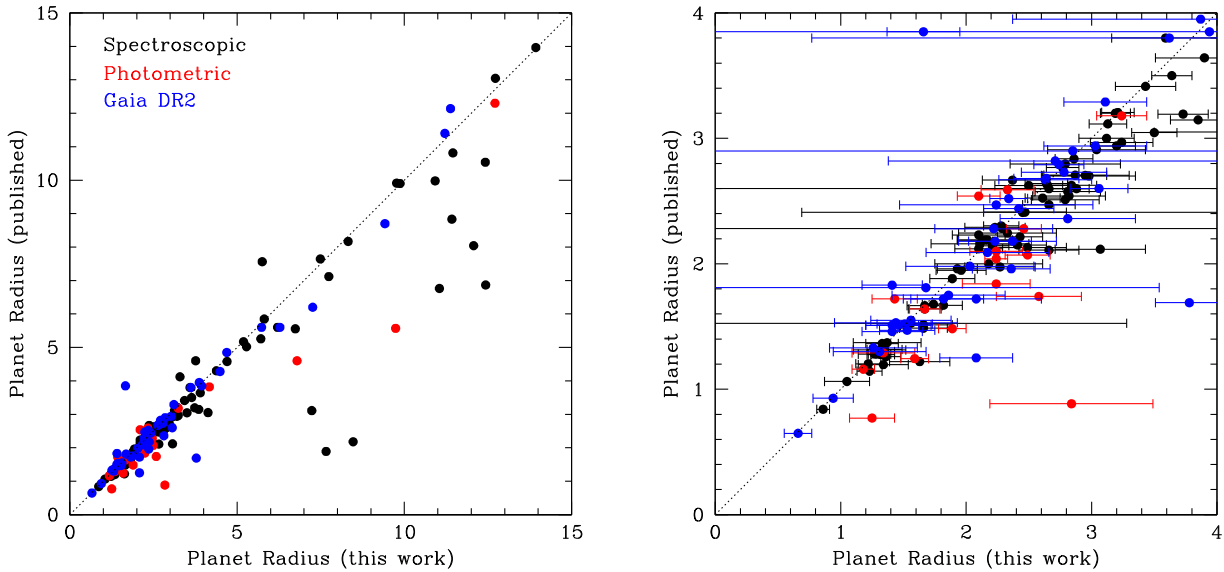 15
10
5
0
Planet Radius (published)
Spectroscopic
Photometric
Gaia DR2
0 5 10 15
Planet Radius (this work)
4
3
2
1
0
Planet Radius (published)
0 1 2 3 4
Planet Radius (this work)